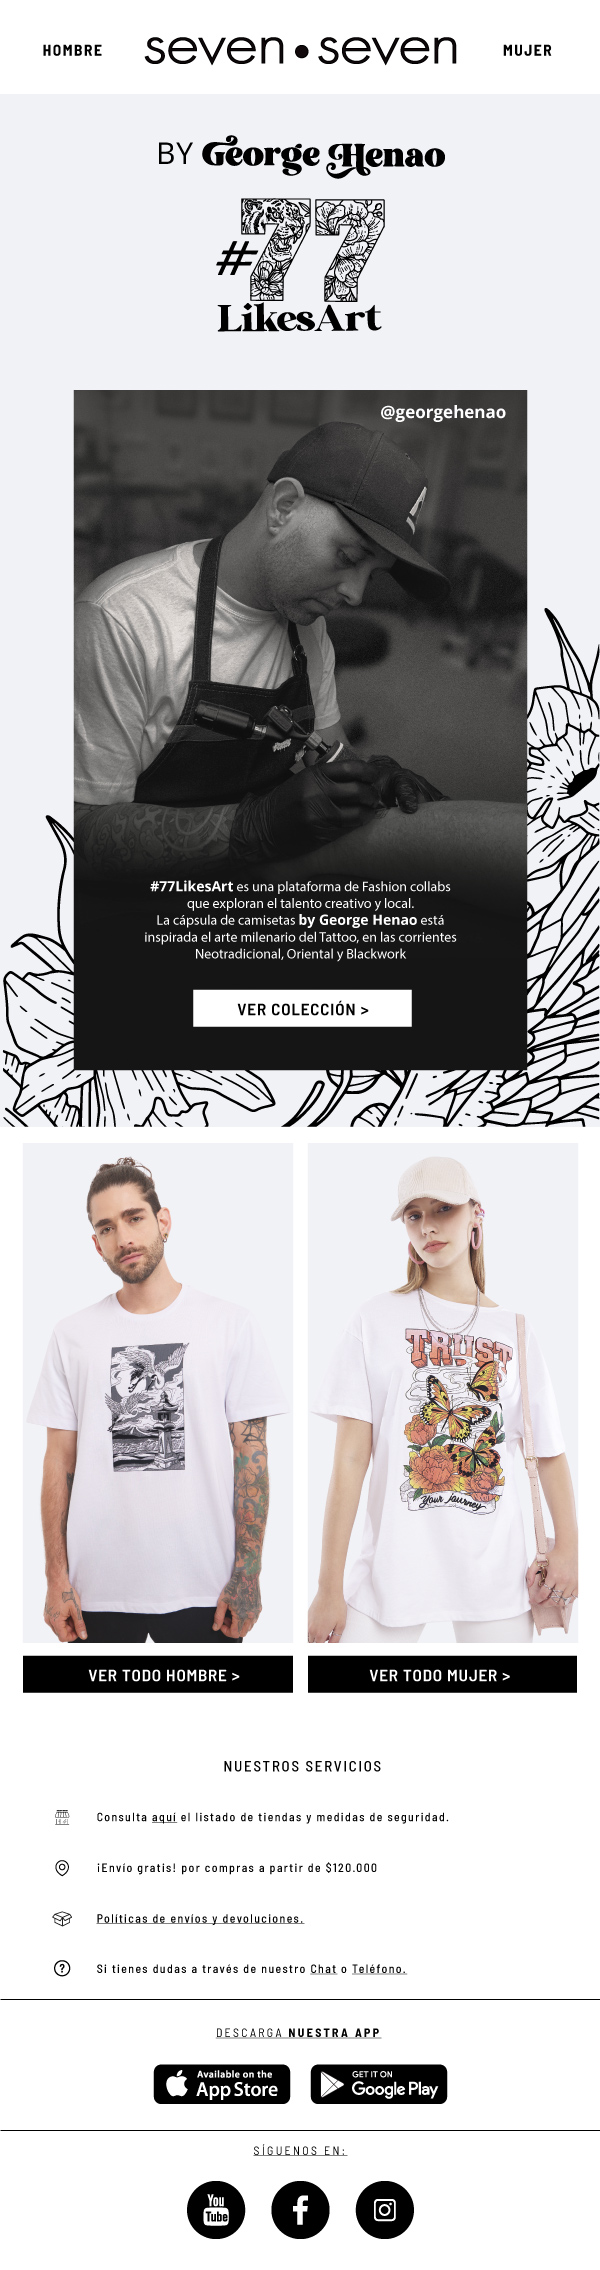 HOMBRE
seven•seven
MUJER
BY George Henao
#77
LikesArt
@georgehenao
#77LikesArt es una plataforma de Fashion collabs
que exploran el talento creativo y local.
La cápsula de camisetas by George Henao está
inspirada el arte milenario del Tattoo, en las corrientes
Neotradicional, Oriental y Blackwork
VER COLECCIÓN >
TRUST
Your Journey
VER TODO HOMBRE >
VER TODO MUJER >
NUESTROS SERVICIOS
Consulta aquí el listado de tiendas y medidas de seguridad.
¡Envío gratis! por compras a partir de $120.000
Políticas de envíos y devoluciones.
Si tienes dudas a través de nuestro Chat o Teléfono.
DESCARGA NUESTRA APP
Available on the
App Store
GET IT ON
Google Play
SÍGUENOS EN:
You
Tube